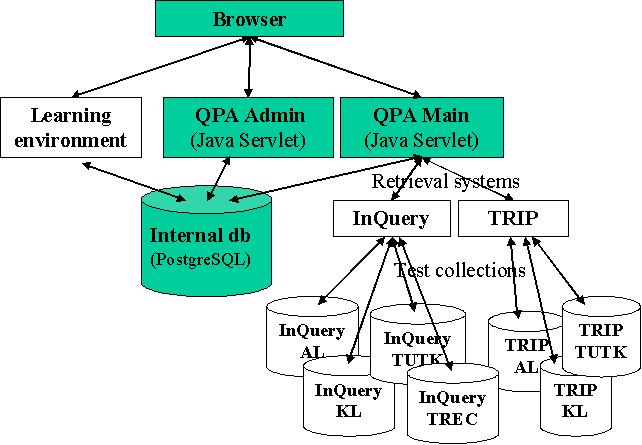 Browser
Learning
environment
QPA Admin
(Java Servlet)
QPA Main
(Java Servlet)
Retrieval systems
Internal db
(PostgreSQL)
InQuery
TRIP
Test collections
InQuery
AL
InQuery
TUTK
TRIP
AL
TRIP
TUTK
InQuery
KL
InQuery
TREC
TRIP
KL